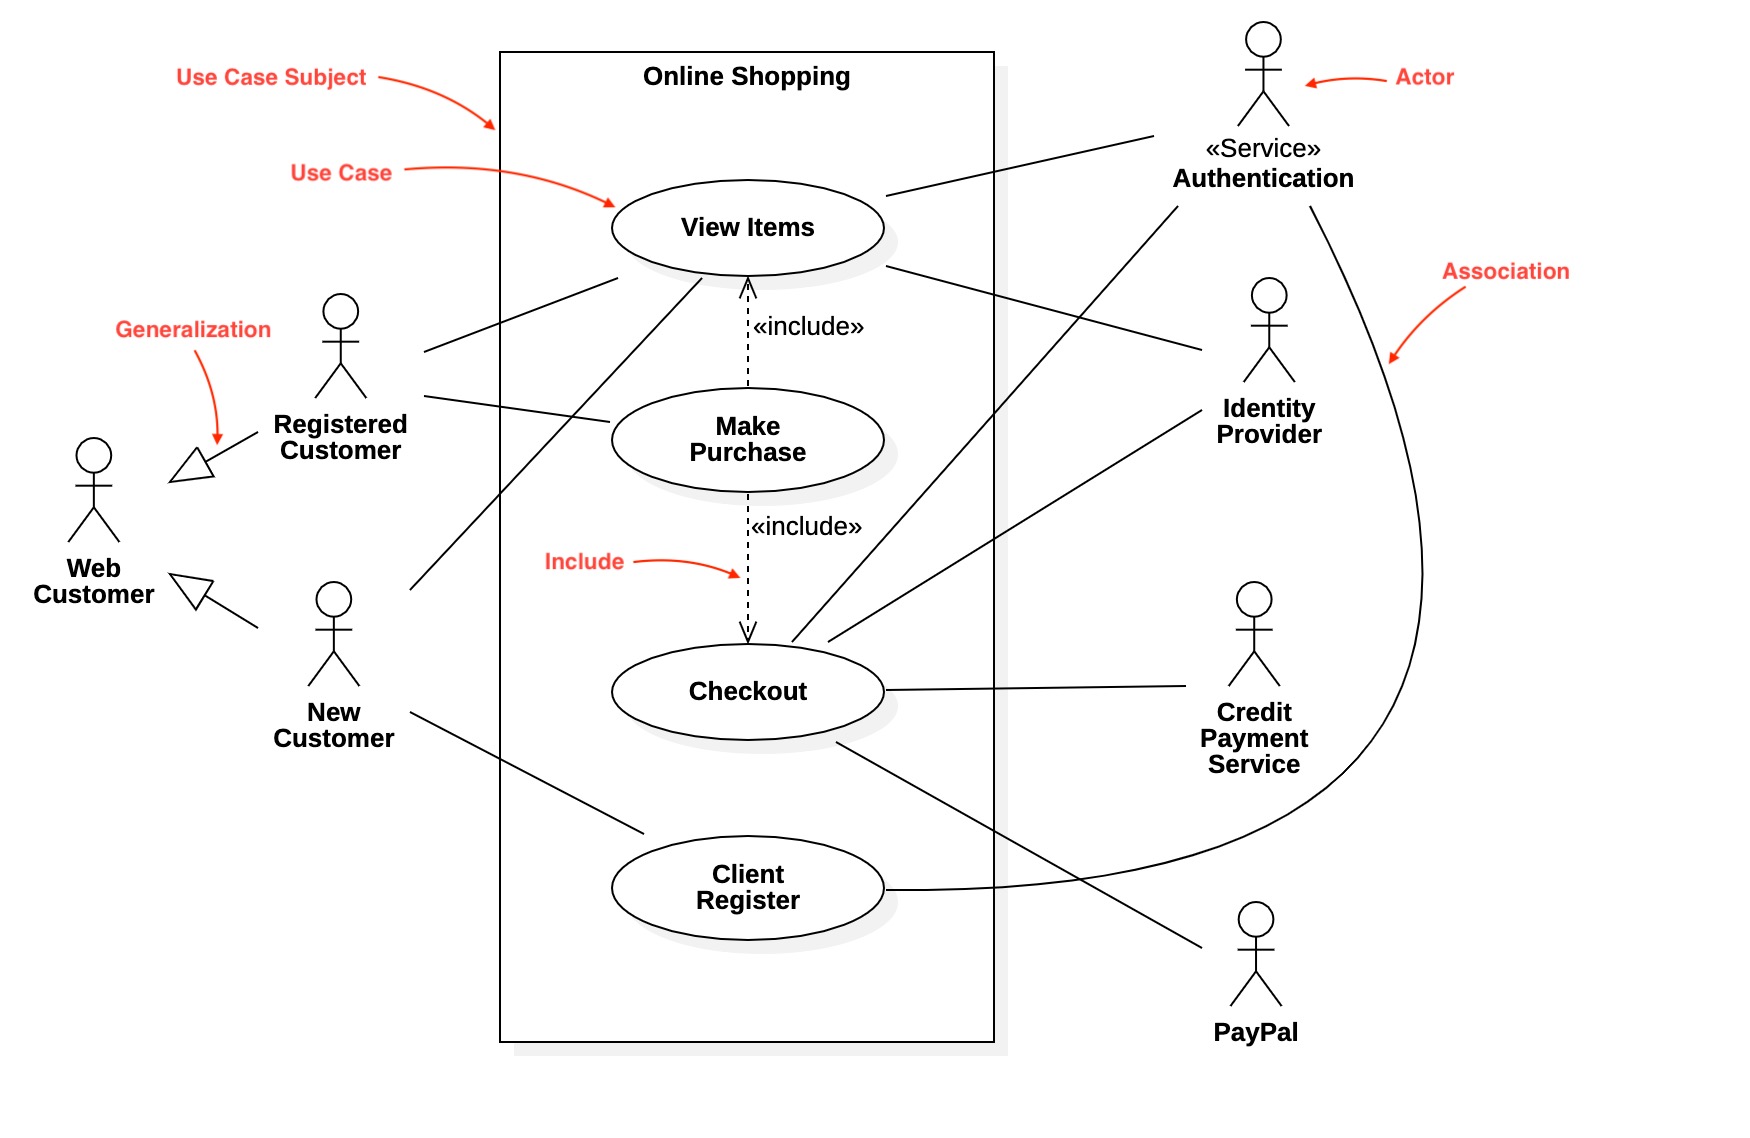 Online Shopping
Use Case Subject
Actor
«Service»
Authentication
Use Case
View Items
Association
«include»
Generalization
Registered
Customer
Make
Purchase
Identity
Provider
«include»
Include
Web
Customer
Checkout
New
Customer
Credit
Payment
Service
Client
Register
PayPal